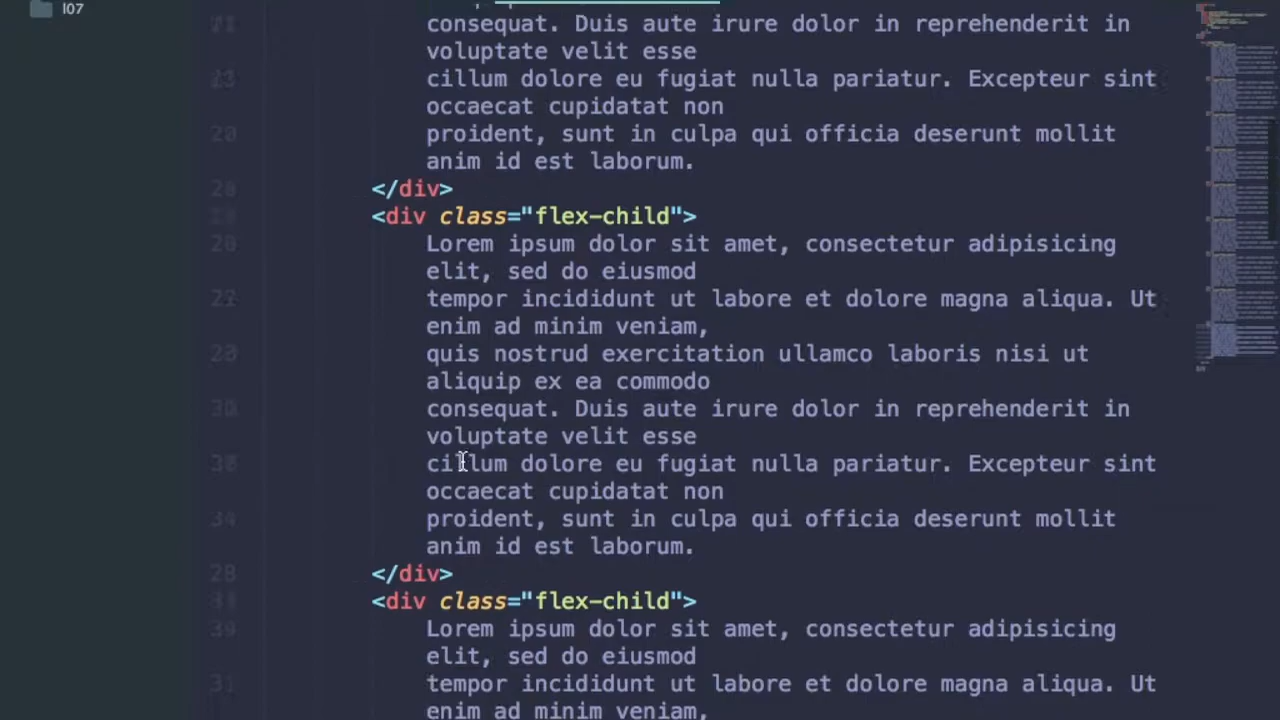 107
consequat. Duis aute irure dolor in reprehenderit in
voluptate velit esse
cillum dolore eu fugiat nulla pariatur. Excepteur sint
occaecat cupidatat non
proident, sunt in culpa qui officia deserunt mollit
anim id est laborum.
</div>
<div class="flex-child">
Lorem ipsum dolor sit amet, consectetur adipisicing
elit, sed do eiusmod
tempor incididunt ut labore et dolore magna aliqua. Ut
enim ad minim veniam,
quis nostrud exercitation ullamco laboris nisi ut
aliquip ex ea commodo
consequat. Duis aute irure dolor in reprehenderit in
voluptate velit esse
cillum dolore eu fugiat nulla pariatur. Excepteur sint
occaecat cupidatat non
proident, sunt in culpa qui officia deserunt mollit
anim id est laborum.
</div>
<div class="flex-child">
Lorem ipsum dolor sit amet, consectetur adipisicing
elit, sed do eiusmod
tempor incididunt ut labore et dolore magna aliqua. Ut
enim ad minim veniam,